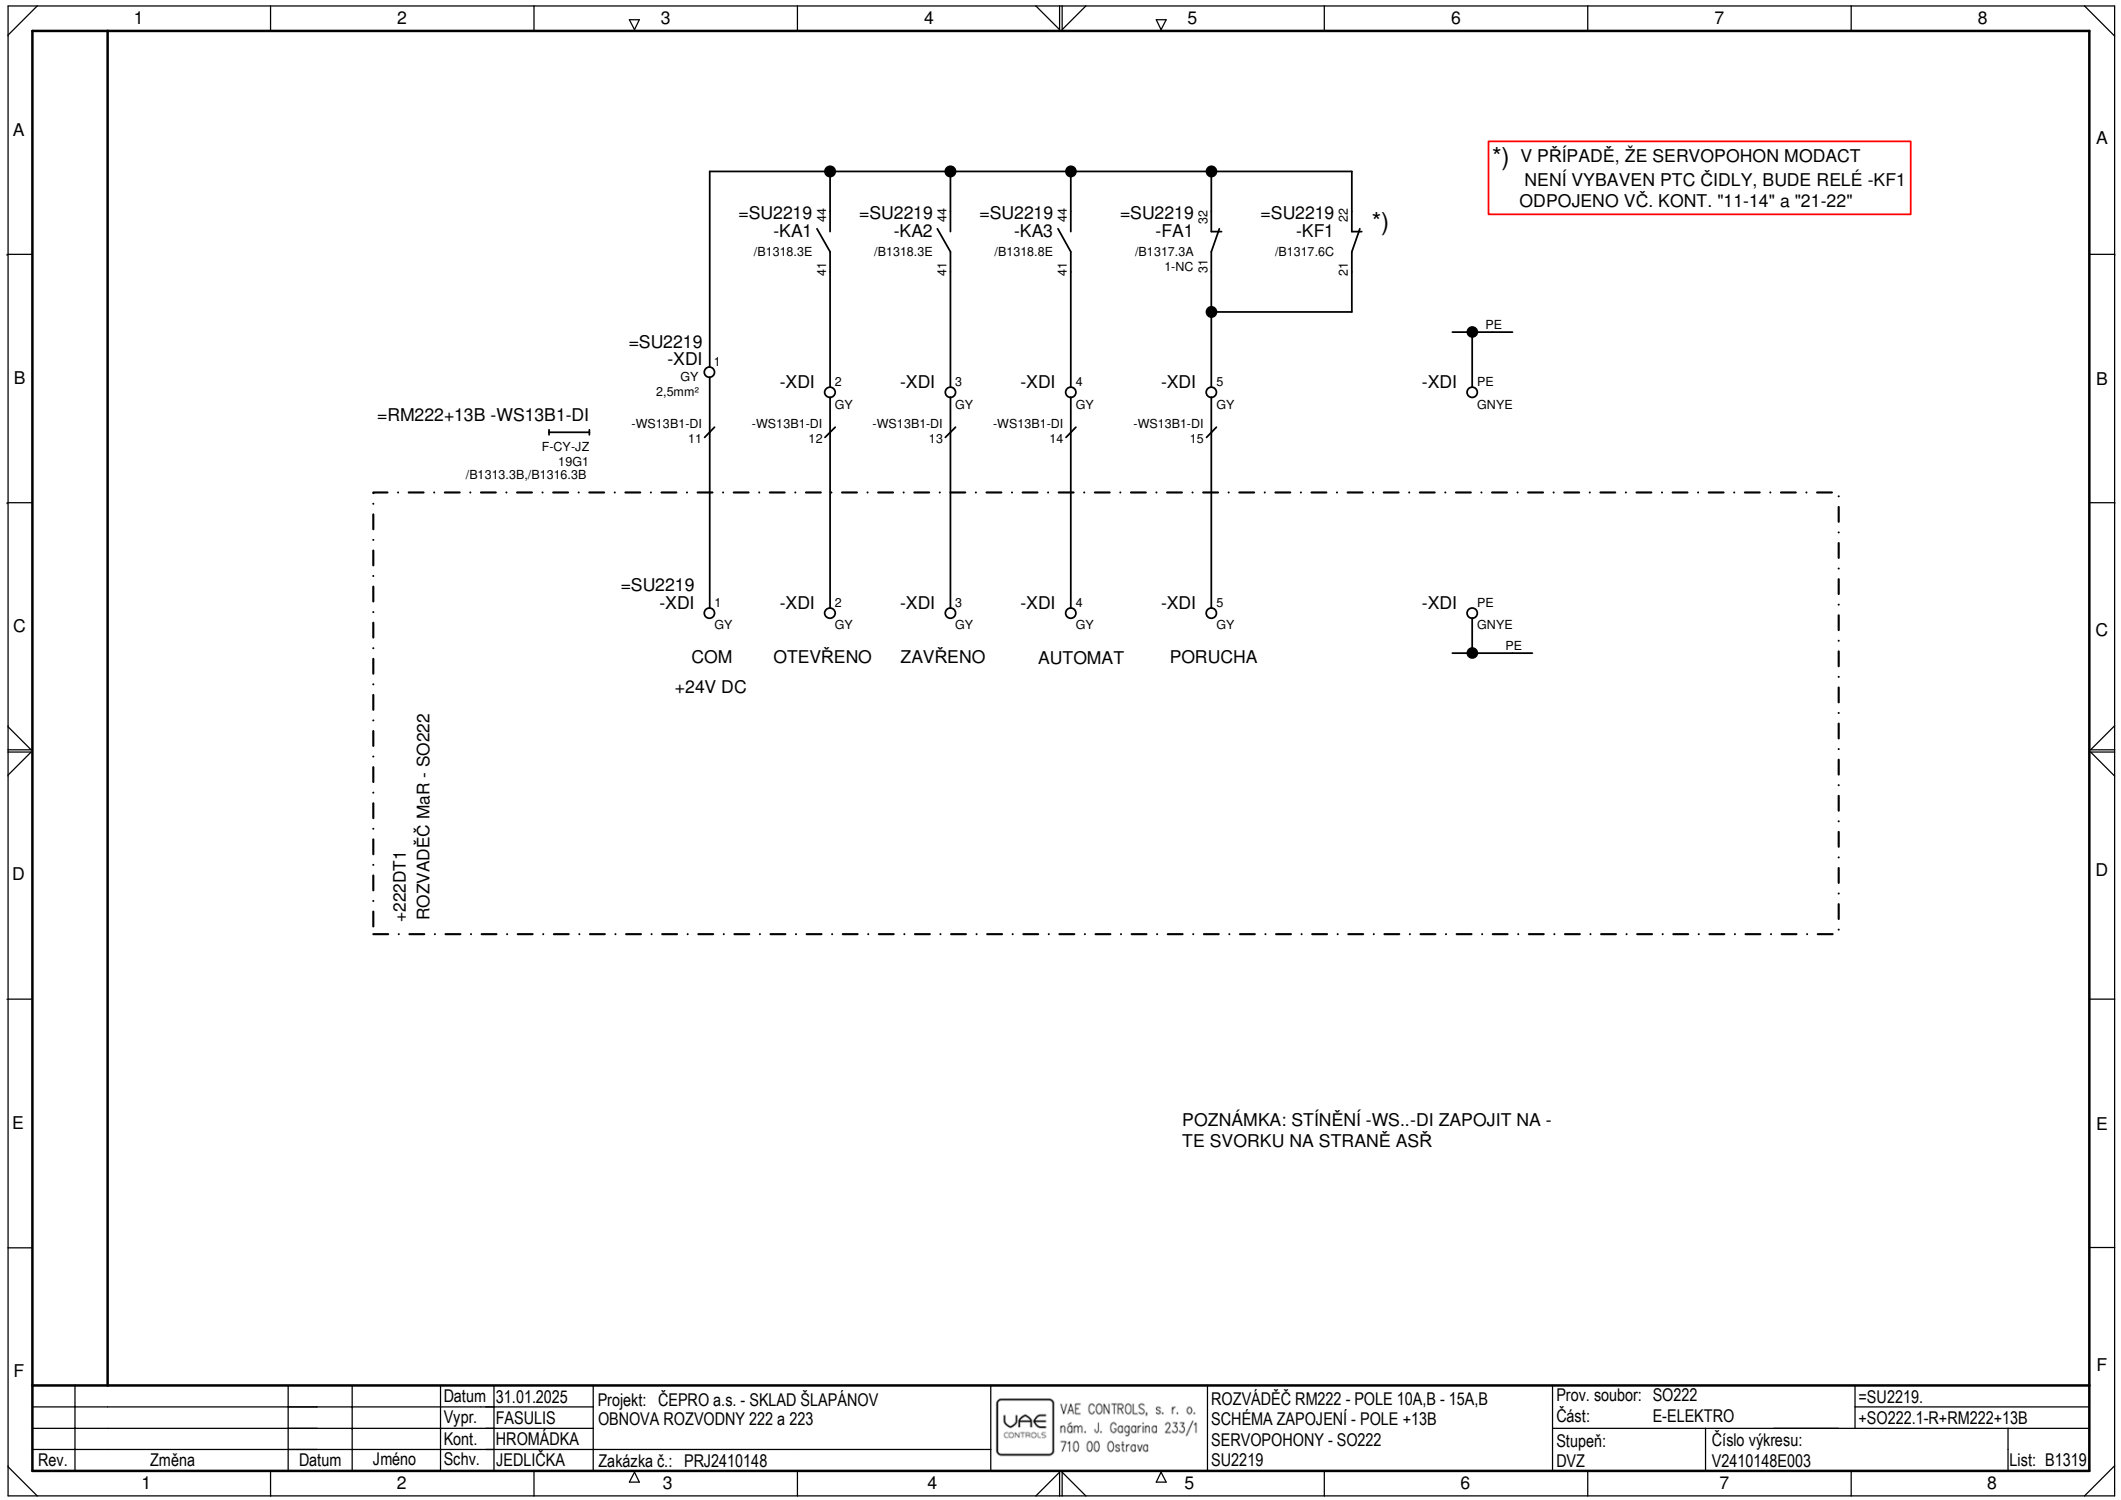 1 2 3 4 5 6 7 8
A A
*) V PŘÍPADĚ, ŽE SERVOPOHON MODACT
NENÍ VYBAVEN PTC ČIDLY, BUDE RELÉ -KF1
ODPOJENO VČ. KONT. "11-14" a "21-22"
=SU2219 44 =SU2219 44 =SU2219 44 =SU2219 32 =SU2219 22 *)
-KA1 -KA2 -KA3 -FA1 -KF1
/B1318.3E /B1318.3E /B1318.8E /B1317.3A /B1317.6C
41 41 41 1-NC 31 21
PE
=SU2219
-XDI 1
GY
2,5mm²
B B
-XDI 2 -XDI 3 -XDI 4 -XDI 5 -XDI PE
GY GY GY GY GNYE
=RM222+13B -WS13B1-DI
-WS13B1-DI -WS13B1-DI -WS13B1-DI -WS13B1-DI -WS13B1-DI
11 12 13 14 15
F-CY-JZ
19G1
/B1313.3B,/B1316.3B
=SU2219
-XDI 1 -XDI 2 -XDI 3 -XDI 4 -XDI 5 -XDI PE
GY GY GY GY GY GNYE
C C
PE
COM OTEVŘENO ZAVŘENO AUTOMAT PORUCHA
+24V DC
+222DT1
ROZVADĚČ MaR - SO222
D D
E E
POZNÁMKA: STÍNĚNÍ -WS..-DI ZAPOJIT NA -
TE SVORKU NA STRANĚ ASŘ
F F
Datum 31.01.2025
Vypr. FASULIS
Kont. HROMÁDKA
Rev. Změna Datum Jméno Schv. JEDLIČKA
Projekt: ČEPRO a.s. - SKLAD ŠLAPÁNOV
OBNOVA ROZVODNY 222 a 223
Zakázka č.: PRJ2410148
VAE
CONTROLS
VAE CONTROLS, s. r. o.
nám. J. Gagarina 233/1
710 00 Ostrava
ROZVÁDĚČ RM222 - POLE 10A,B - 15A,B
SCHÉMA ZAPOJENÍ - POLE +13B
SERVOPOHONY - SO222
SU2219
Prov. soubor: SO222
Část: E-ELEKTRO
Stupeň:
DVZ
=SU2219.
+SO222.1-R+RM222+13B
Číslo výkresu:
V2410148E003
List: B1319
1 2 3 4 5 6 7 8